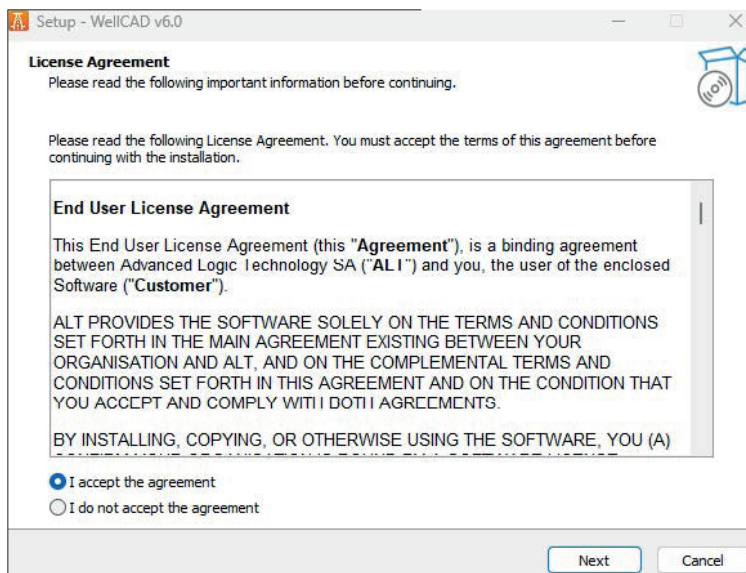 Setup - WellCAD v6.0
License Agreement
Please read the following important information before continuing.
Please read the following License Agreement. You must accept the terms of this agreement before
continuing with the installation.
End User License Agreement
This End User License Agreement (this "Agreement"), is a binding agreement
between Advanced Logic Technology SA ("ALT") and you, the user of the enclosed
Software ("Customer").
ALT PROVIDES THE SOFTWARE SOLELY ON THE TERMS AND CONDITIONS
SET FORTH IN THE MAIN AGREEMENT EXISTING BETWEEN YOUR
ORGANISATION AND ALT, AND ON THE COMPLEMENTAL TERMS AND
CONDITIONS SET FORTH IN THIS AGREEMENT AND ON THE CONDITION THAT
YOU ACCEPT AND COMPLY WITH BOTH AGREEMENTS.
BY INSTALLING, COPYING, OR OTHERWISE USING THE SOFTWARE, YOU (A)
I accept the agreement
I do not accept the agreement
Next
Cancel